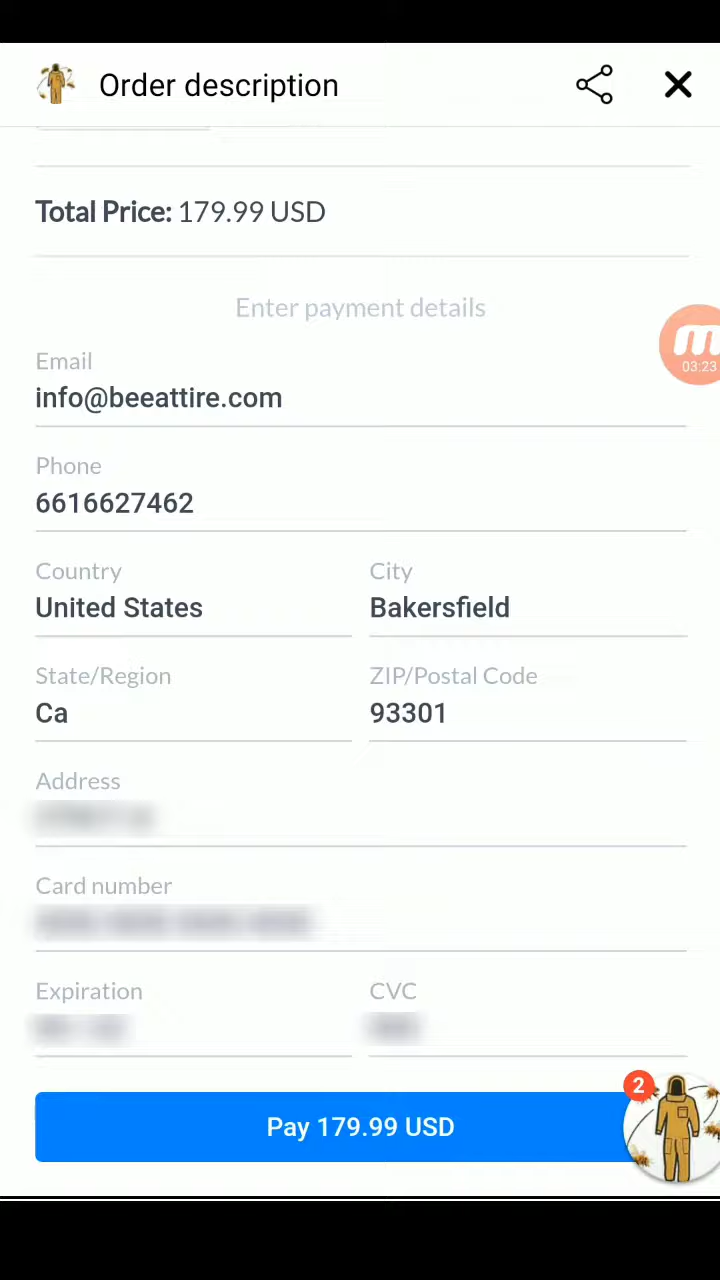 Order description
Total Price: 179.99 USD
Enter payment details
Email
info@beeattire.com
03:23
Phone
6616627462
Country City
United States Bakersfield
State/Region ZIP/Postal Code
Ca 93301
Address
Card number
Expiration CVC
2
Pay 179.99 USD